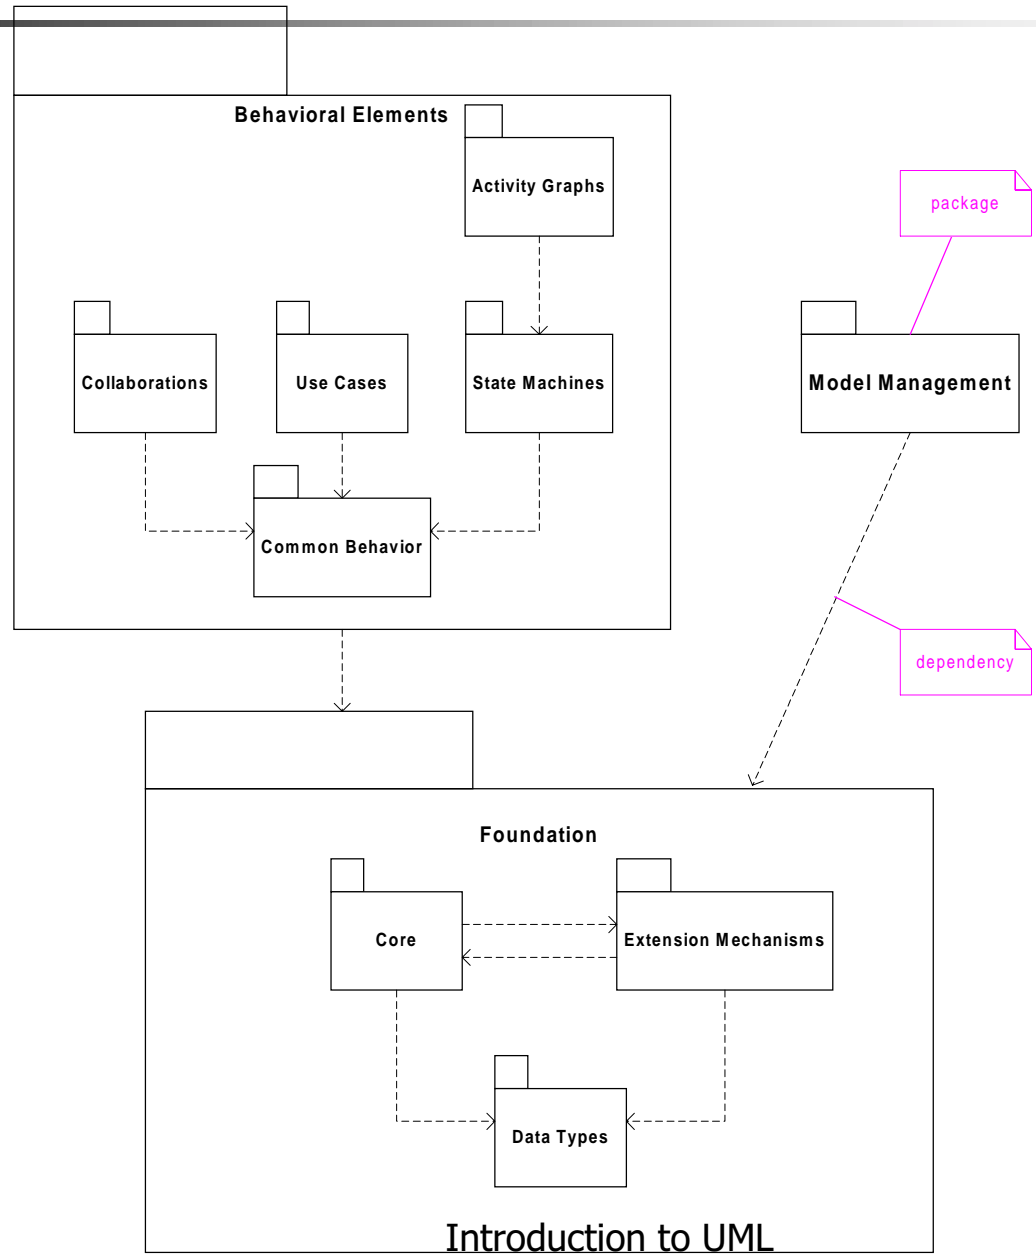 Behavioral Elements
Activity Graphs
package
Collaborations
Use Cases
State Machines
Model Management
Common Behavior
dependency
Foundation
Core
Extension Mechanisms
Data Types
Introduction to UML